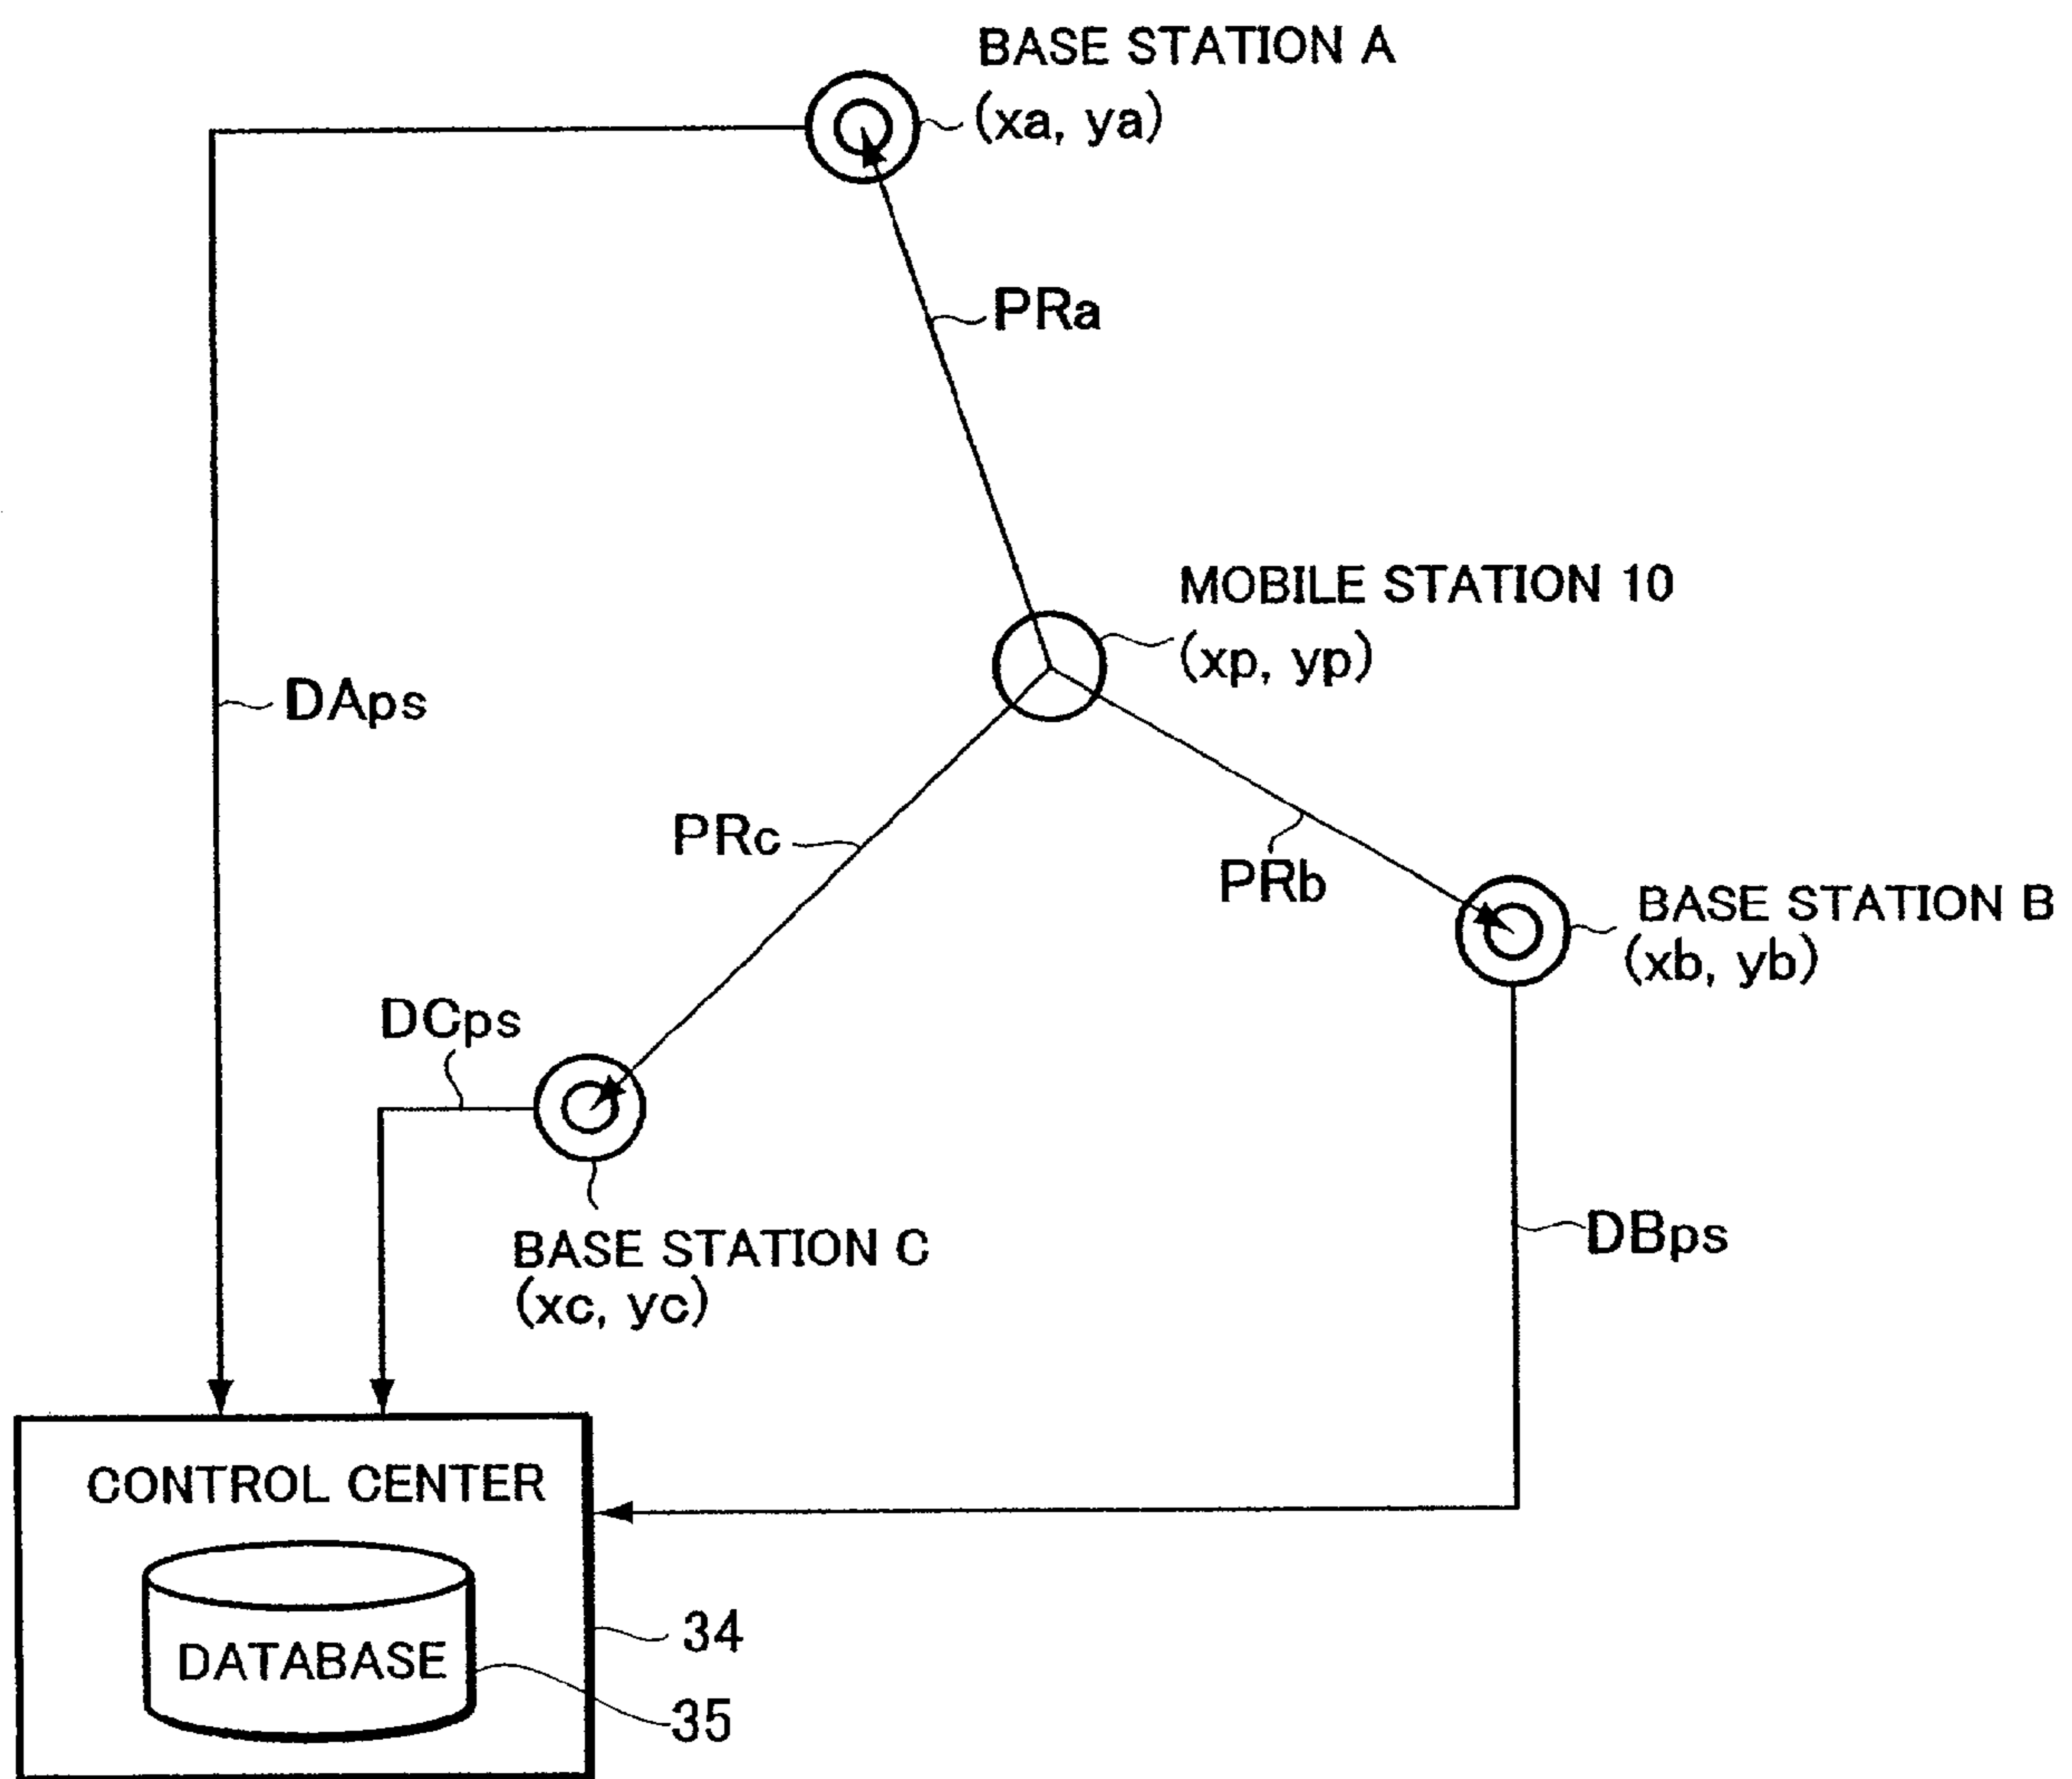 BASE STATION A
(xa, ya)
PRa
MOBILE STATION 10
(xp, yp)
DAps
PRc
PRb
BASE STATION B
(xb, yb)
DCps
DBps
BASE STATION C
(xc, yc)
CONTROL CENTER
34
DATABASE
35